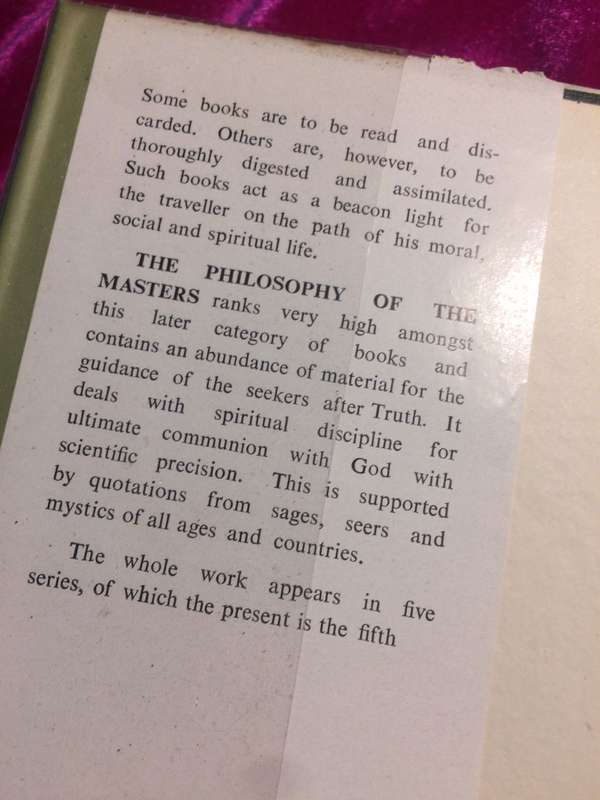 Some books are to be read and dis-
carded. Others are, however, to be
thoroughly digested and assimilated.
Such books act as a beacon light for
the traveller on the path of his moral,
social and spiritual life.
THE PHILOSOPHY OF THE
MASTERS ranks very high amongst
this later category of books and
contains an abundance of material for the
guidance of the seekers after Truth. It
deals with spiritual discipline for
ultimate communion with God with
scientific precision. This is supported
by quotations from sages, seers and
mystics of all ages and countries.
The whole work appears in five
series, of which the present is the fifth